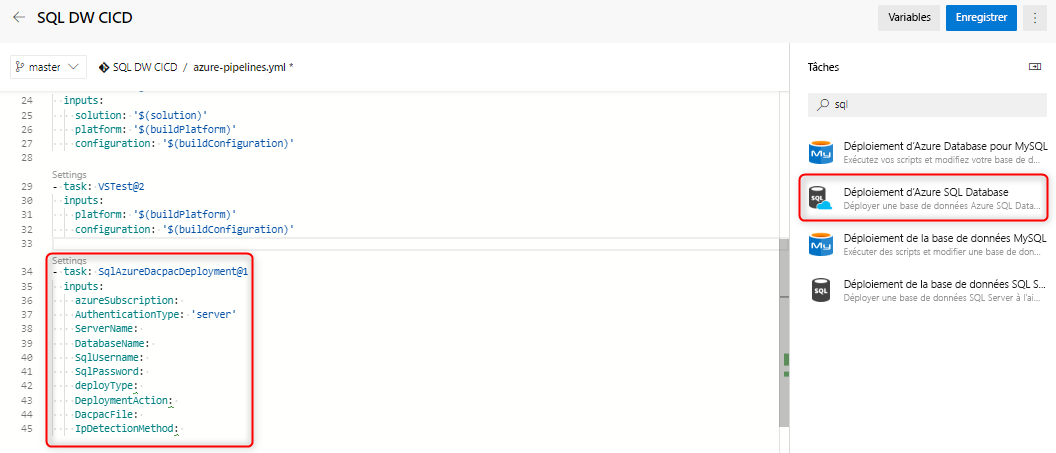 SQL DW CICD
Variables
Enregistrer
master
SQL DW CICD / azure-pipelines.yml *
24 inputs:
25 solution: '$(solution)'
26 platform: '$(buildPlatform)'
27 configuration: '$(buildConfiguration)'
28
Settings
29 - task: VSTest@2
30 inputs:
31 platform: '$(buildPlatform)'
32 configuration: '$(buildConfiguration)'
33
Settings
34 - task: SqlAzureDacpacDeployment@1
35 inputs:
36 azureSubscription:
37 AuthenticationType: 'server'
38 ServerName:
39 DatabaseName:
40 SqlUsername:
41 SqlPassword:
42 deployType:
43 DeploymentAction:
44 DacpacFile:
45 IpDetectionMethod:
Tâches
sql
Déploiement d'Azure Database pour MySQL
Exécutez vos scripts et modifiez votre base de d...
Déploiement d'Azure SQL Database
Déployer une base de données Azure SQL Data...
Déploiement de la base de données MySQL
Exécuter des scripts et modifier une base de don...
Déploiement de la base de données SQL S...
Déployer une base de données SQL Server à l'ai...